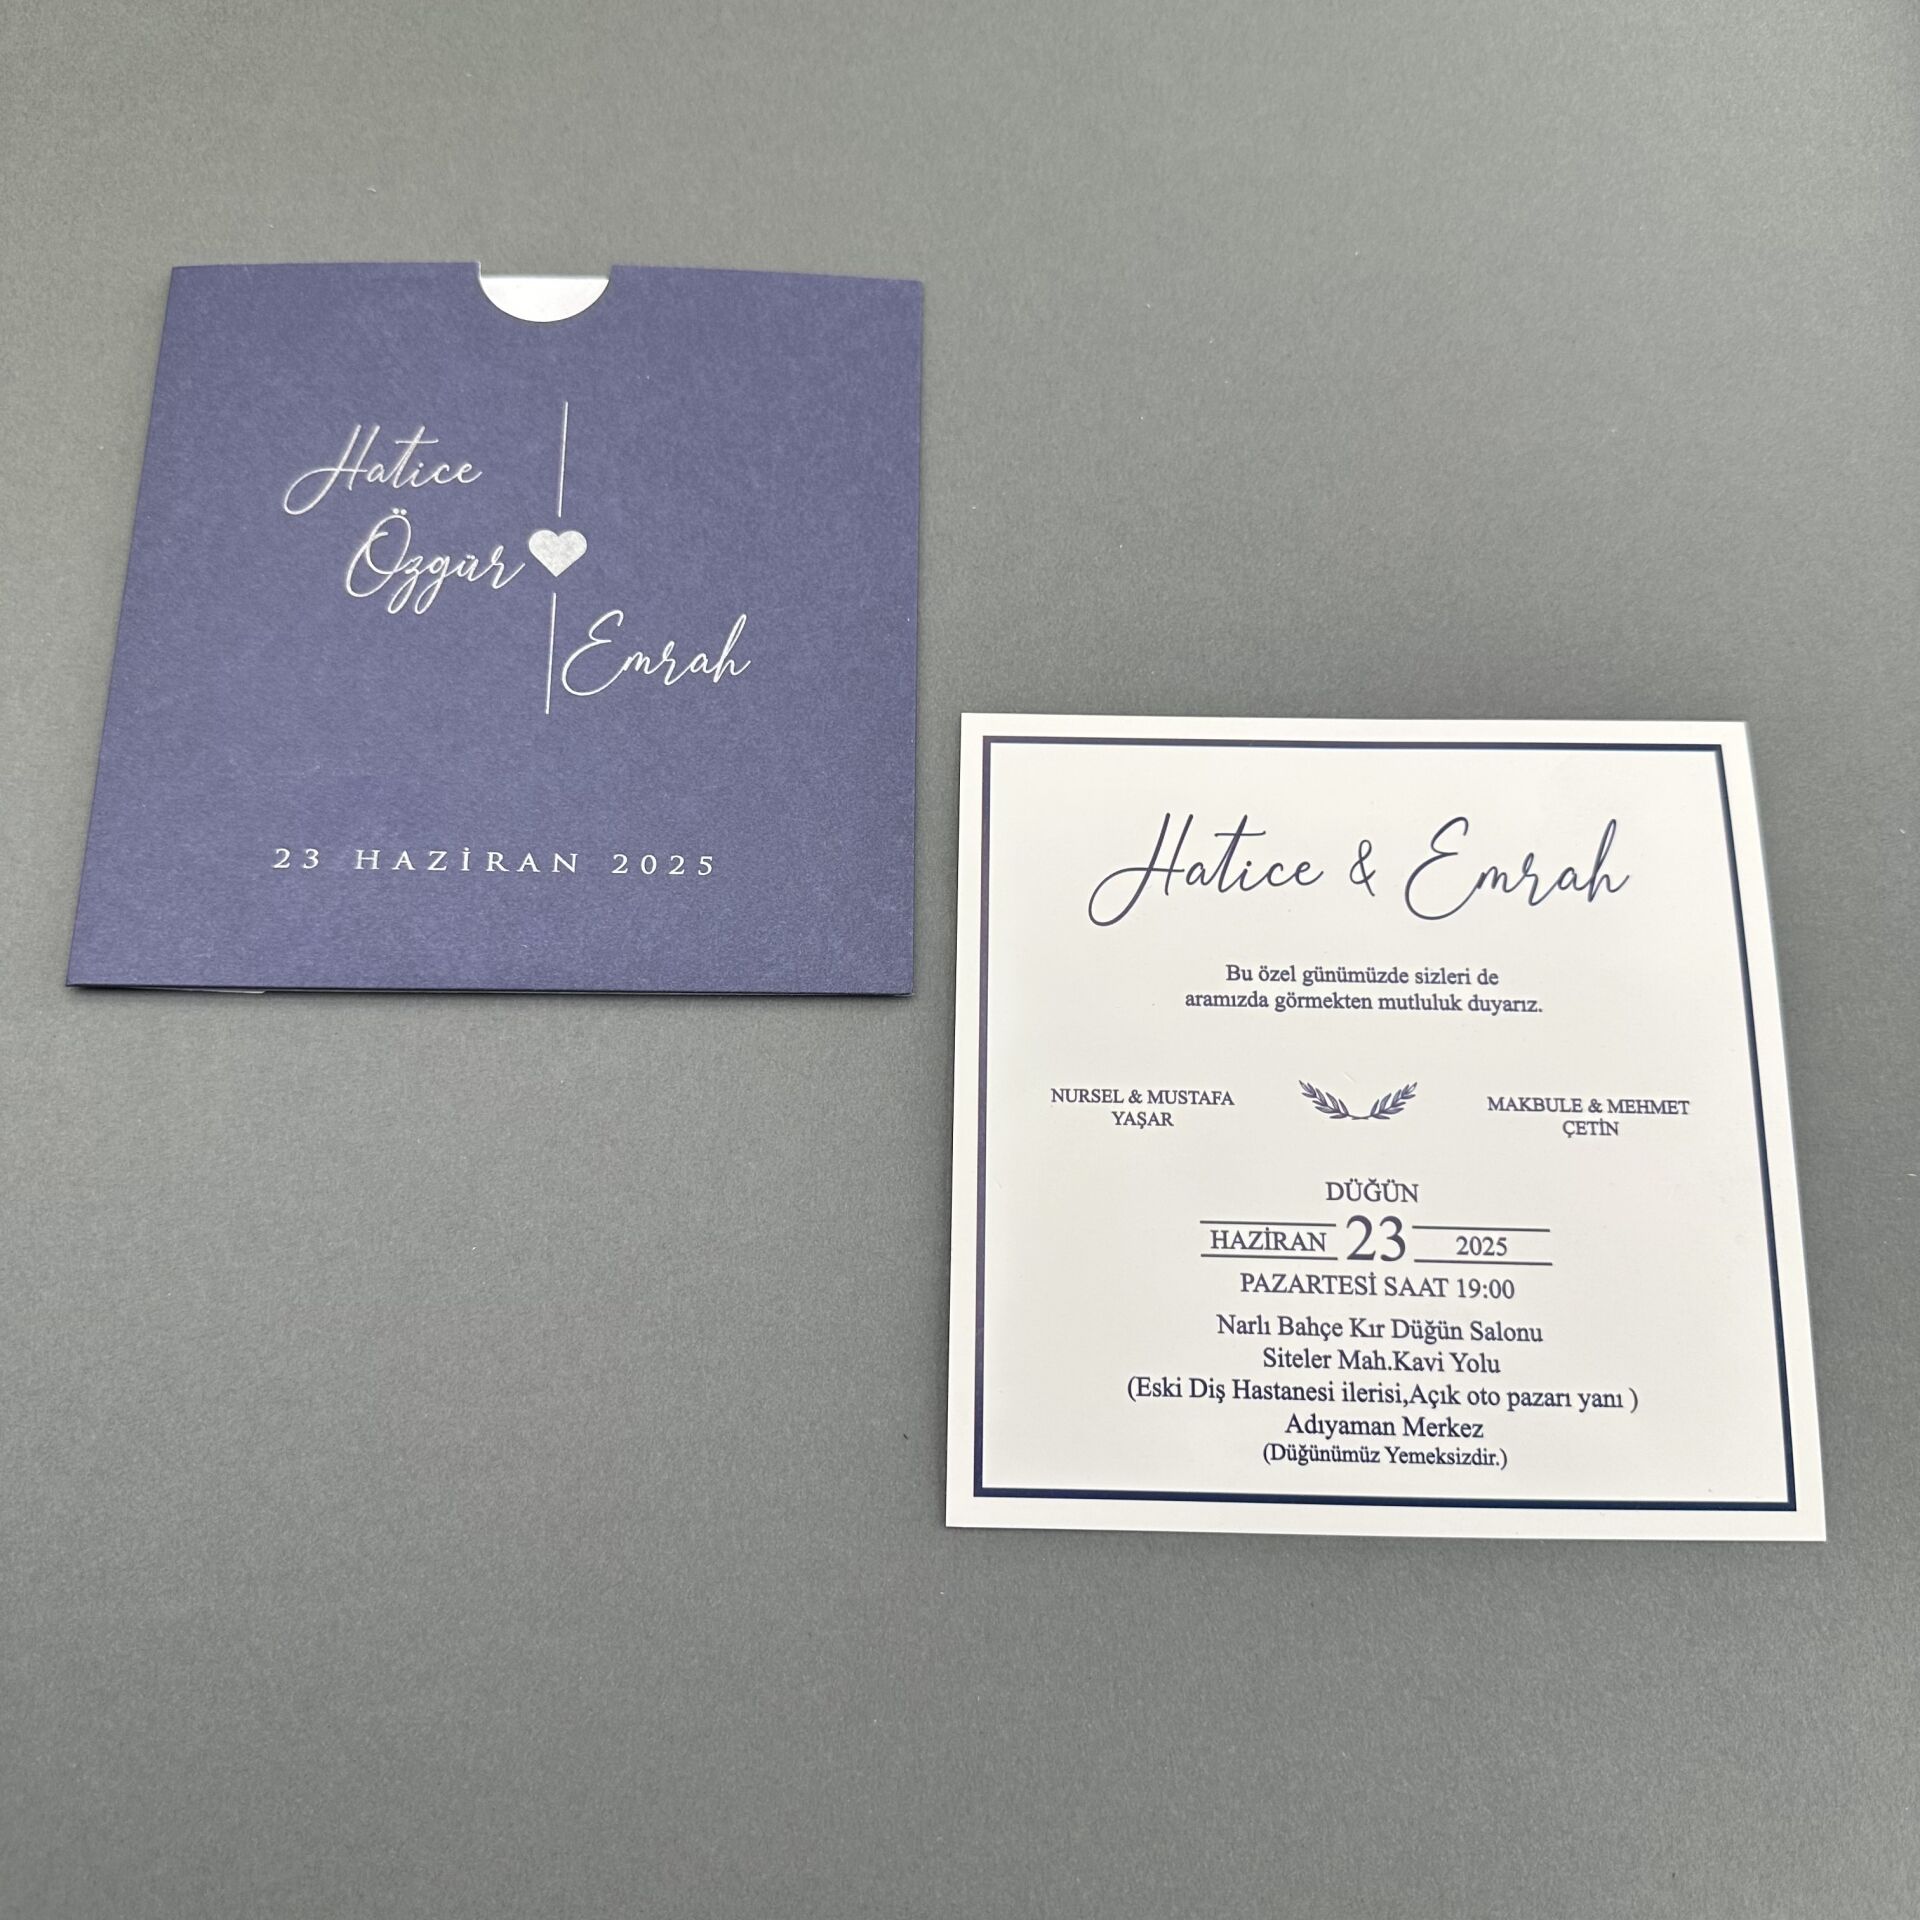 Hatice
Özgür
Emrah
23 HAZİRAN 2025
Hatice & Emrah
Bu özel günümüzde sizleri de
aramızda görmekten mutluluk duyarız.
NURSEL & MUSTAFA
YAŞAR
MAKBULE & MEHMET
ÇETİN
DÜĞÜN
HAZİRAN 23 2025
PAZARTESİ SAAT 19:00
Narlı Bahçe Kır Düğün Salonu
Siteler Mah.Kavi Yolu
(Eski Diş Hastanesi ilerisi,Açık oto pazarı yanı )
Adıyaman Merkez
(Düğünümüz Yemeksizdir.)